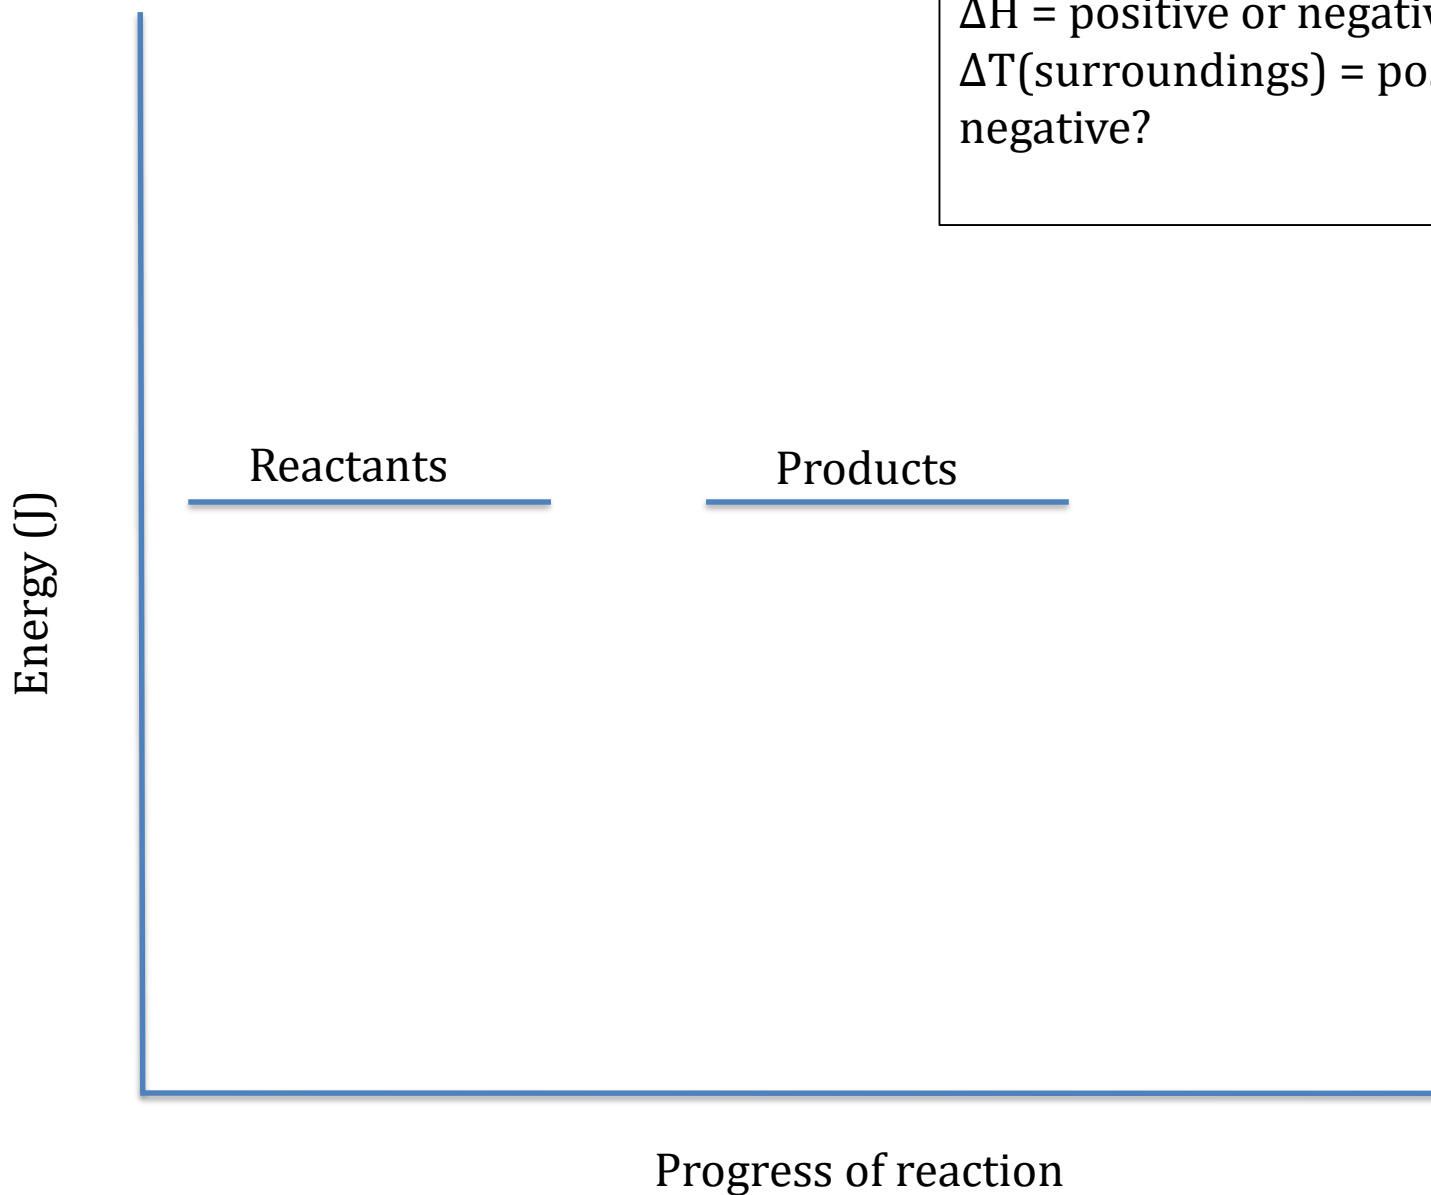 ΔH = positive or
ΔT(surroundings) =
negative?
Reactants
Products
Energy (J)
Progress of reaction